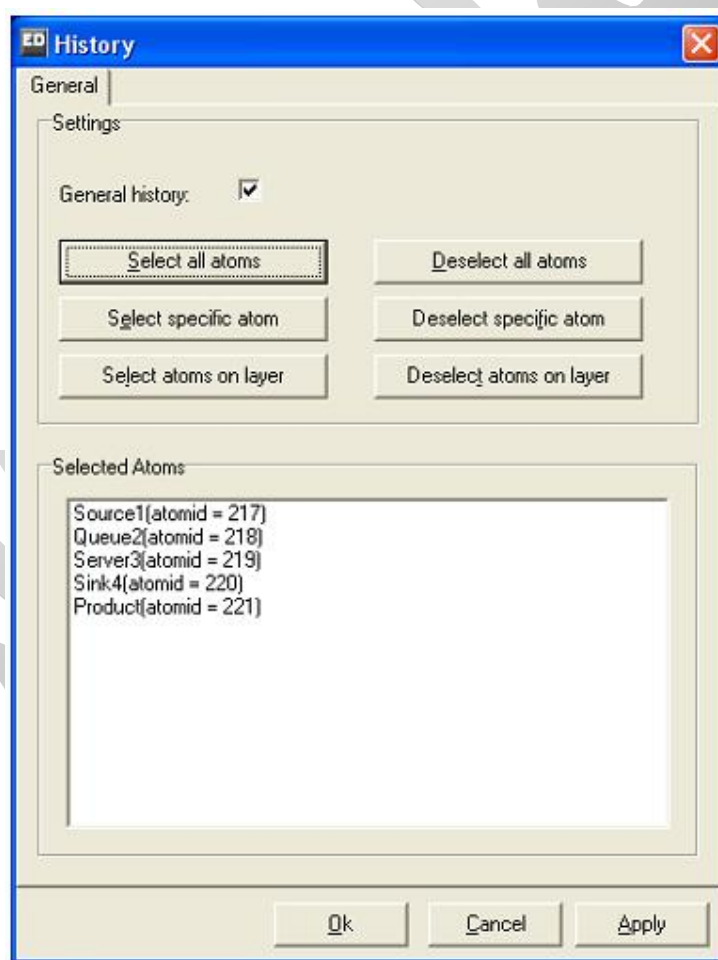 ED History
General
Settings
General history:
Select all atoms Deselect all atoms
Select specific atom Deselect specific atom
Select atoms on layer Deselect atoms on layer
Selected Atoms
Source1(atomid = 217)
Queue2(atomid = 218)
Server3(atomid = 219)
Sink4(atomid = 220)
Product(atomid = 221)
Ok Cancel Apply